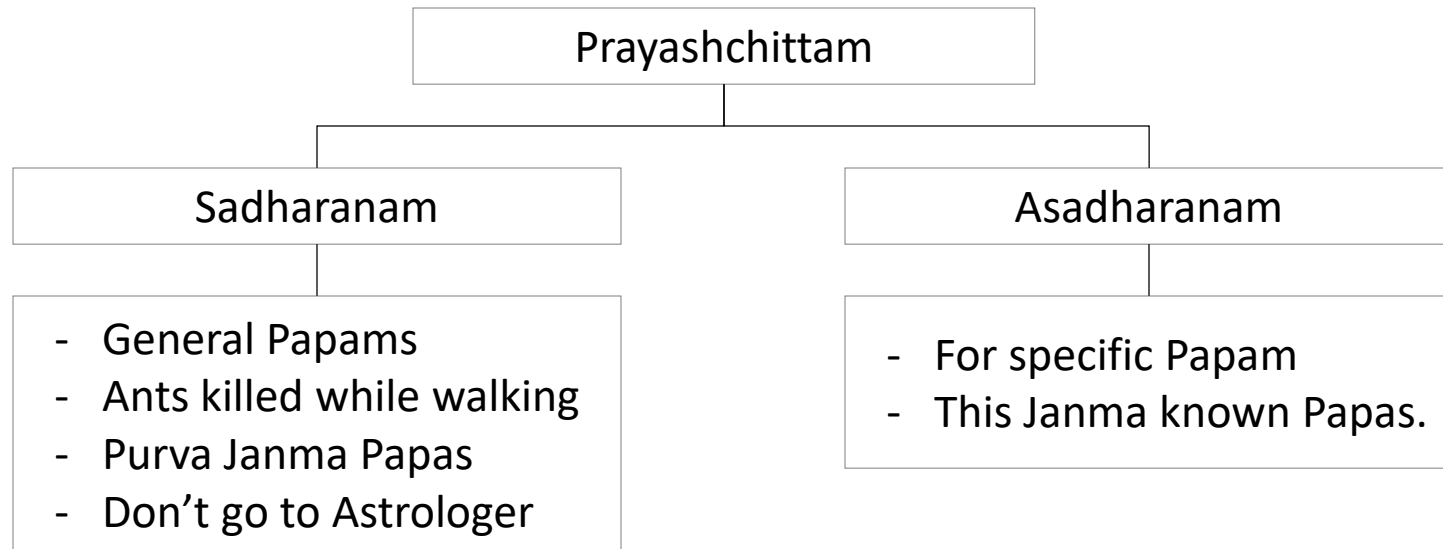 Prayashchittam
Sadharanam
Asadharanam
- General Papams
- Ants killed while walking
- Purva Janma Papas
- Don’t go to Astrologer
- For specific Papam
- This Janma known Papas.